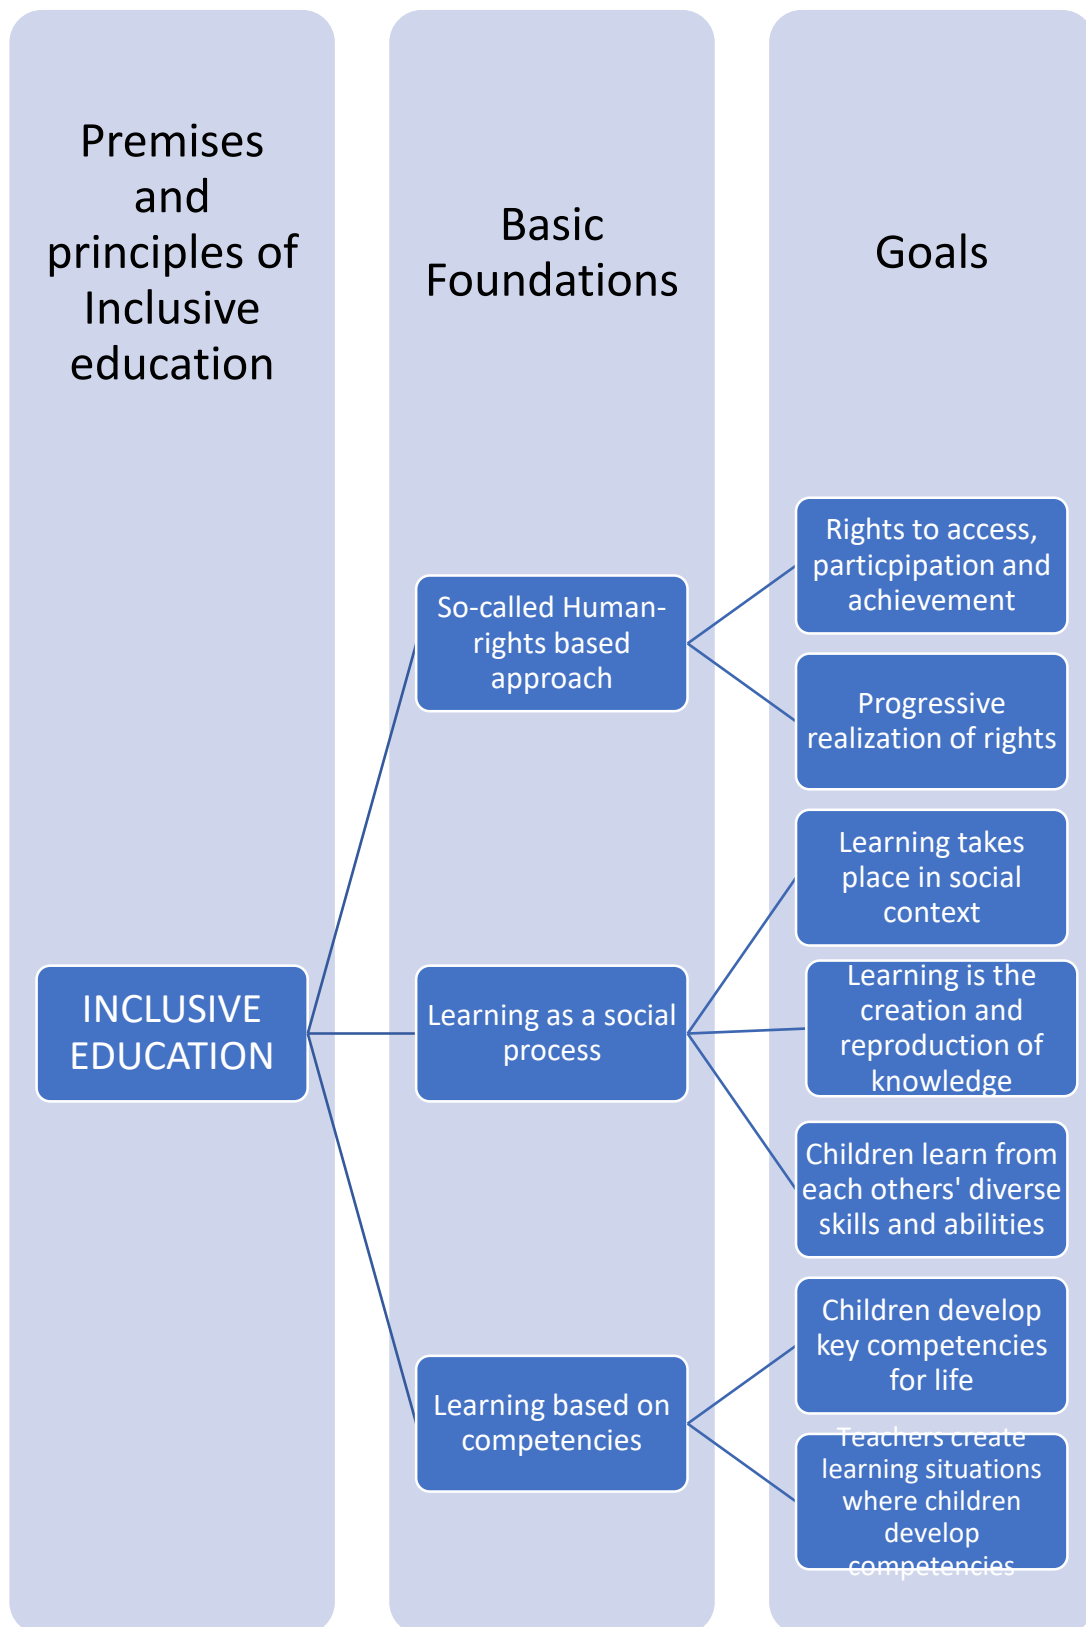 Premises
and
principles of
Inclusive
education
Basic
Foundations
Goals
INCLUSIVE
EDUCATION
So-called Human-
rights based
approach
Rights to access,
particpipation and
achievement
Progressive
realization of rights
Learning as a social
process
Learning takes
place in social
context
Learning is the
creation and
reproduction of
knowledge
Children learn from
each others' diverse
skills and abilities
Learning based on
competencies
Children develop
key competencies
for life
Teachers create
learning situations
where children
develop
competencies